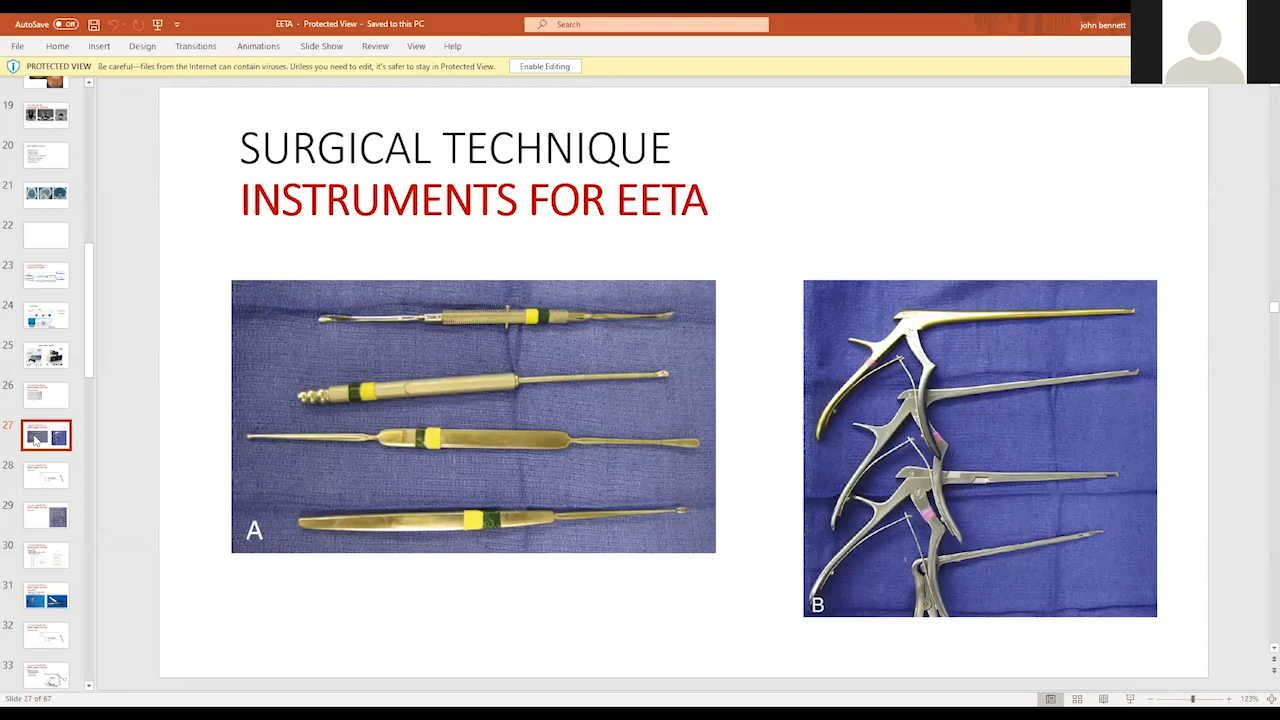 AutoSave Off
EETA - Protected View - Saved to this PC
Search
john bennett
File Home Insert Design Transitions Animations Slide Show Review View Help
PROTECTED VIEW Be careful—files from the Internet can contain viruses. Unless you need to edit, it's safer to stay in Protected View. Enable Editing
SURGICAL TECHNIQUE
INSTRUMENTS FOR EETA
A
B
19
20
21
23
24
25
26
27
28
29
30
31
32
33
Slide 27 of 67
123%